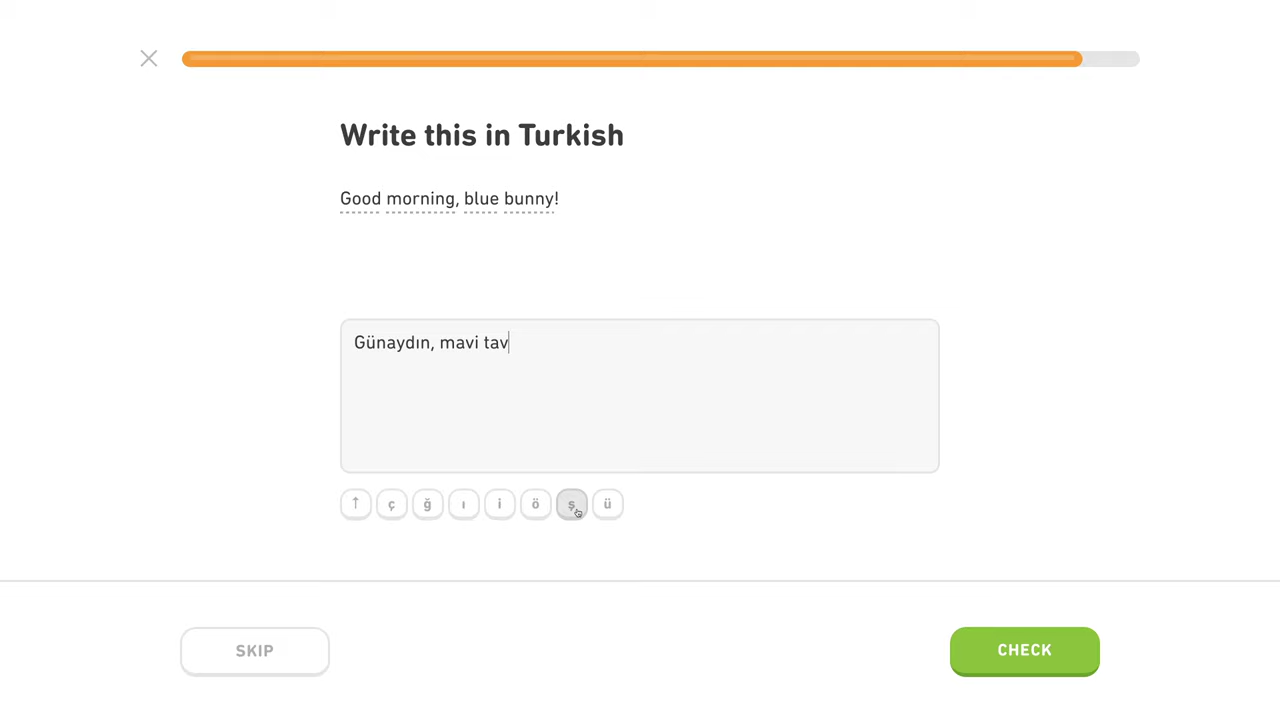 Write this in Turkish
Good morning, blue bunny!
Günaydın, mavi tav
↑ ç ğ ı i ö ş ü
SKIP
CHECK